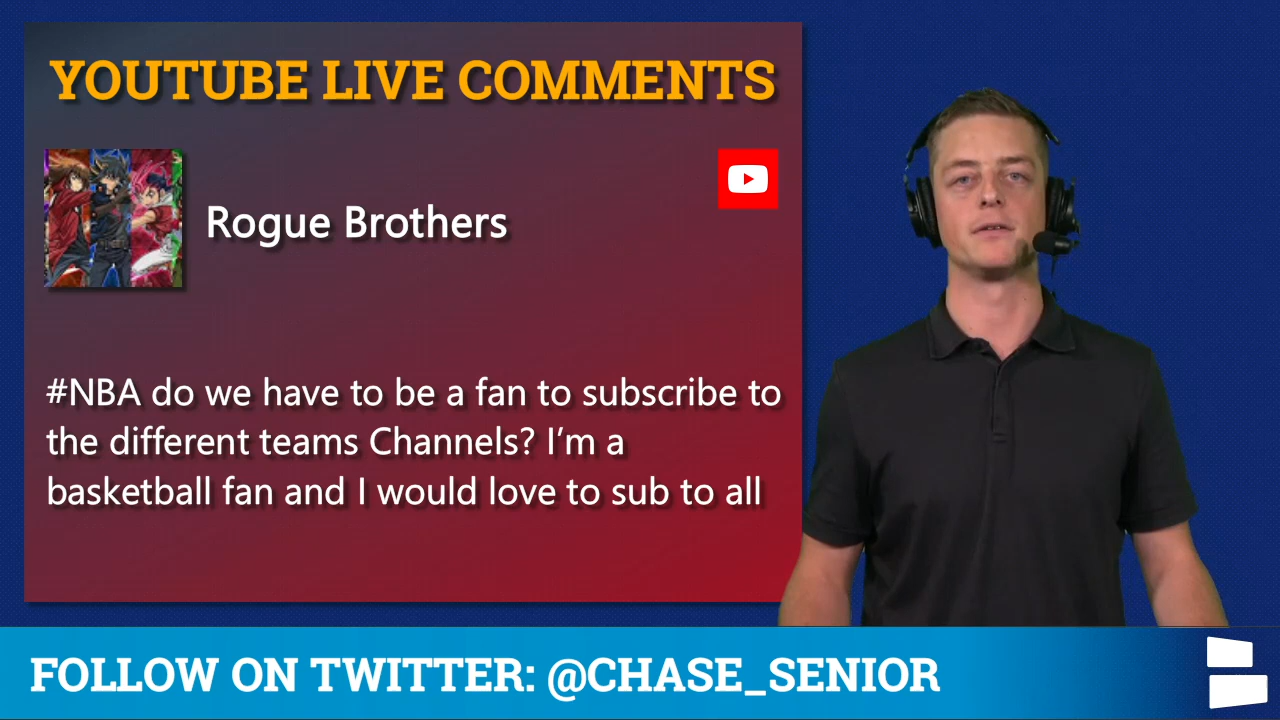 YOUTUBE LIVE COMMENTS
Rogue Brothers
#NBA do we have to be a fan to subscribe to
the different teams Channels? I’m a
basketball fan and I would love to sub to all
FOLLOW ON TWITTER: @CHASE_SENIOR